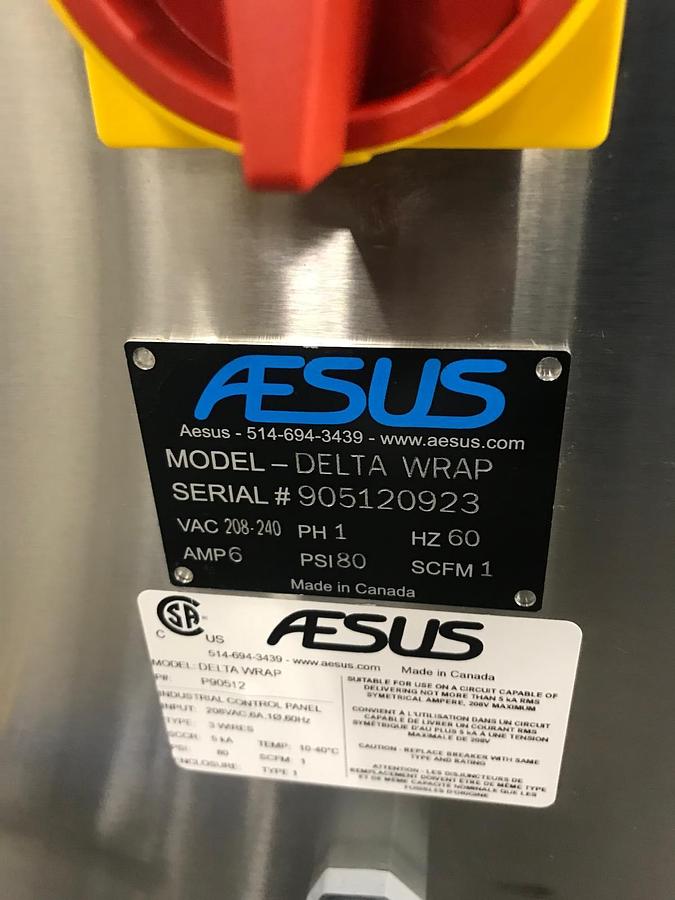 ÆSUS
Aesus - 514-694-3439 - www.aesus.com
MODEL - DELTA WRAP
SERIAL # 905120923
VAC 208-240 PH 1 HZ 60
AMP 6 PSI 80 SCFM 1
Made in Canada
CSA
C US
ÆSUS
514-694-3439 - www.aesus.com Made in Canada
MODEL: DELTA WRAP
P#: P90512
INDUSTRIAL CONTROL PANEL
INPUT: 208VAC,6A,1Ø,60Hz
TYPE: 3 WIRES
SCCR: 5 kA TEMP: 10-40°C
PSI: 80 SCFM 1
ENCLOSURE: TYPE 1
SUITABLE FOR USE ON A CIRCUIT CAPABLE OF
DELIVERING NOT MORE THAN 5 kA RMS
SYMETRICAL AMPERE, 208V MAXIMUM
CONVIENT À L'UTILISATION DANS UN CIRCUIT
CAPABLE DE LIVRER UN COURANT RMS
SYMÉTRIQUE D'AU PLUS 5 kA À UNE TENSION
MAXIMALE DE 208V
CAUTION - REPLACE BREAKER WITH SAME
TYPE AND RATING
ATTENTION - LES DISJONCTEURS DE
REMPLACEMENT DOIVENT ÊTRE DE MÊME TYPE
ET DE MÊME CAPACITÉ NOMINALE QUE LES
FUSIBLES D'ORIGINE